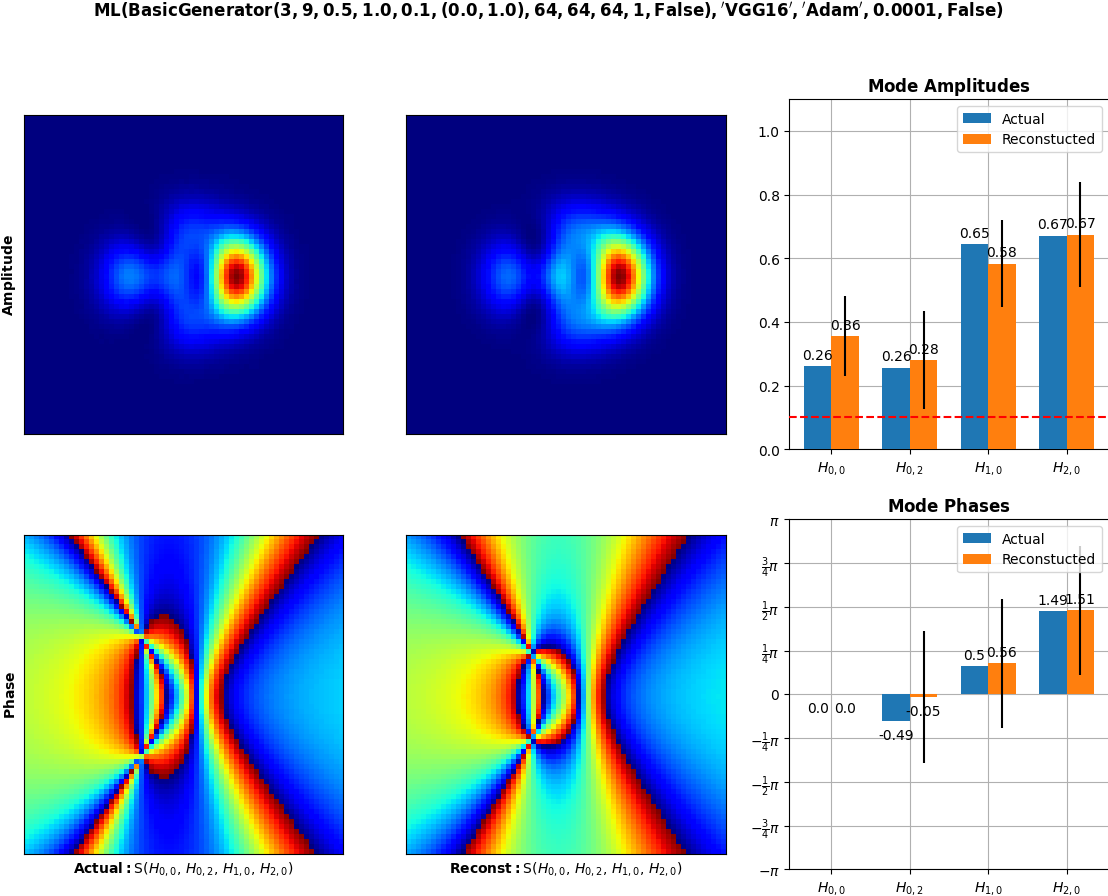 ML(BasicGenerator(3, 9, 0.5, 1.0, 0.1, (0.0, 1.0), 64, 64, 64, 1, False), ′VGG16′, ′Adam′, 0.0001, False)
Amplitude
Mode Amplitudes
Actual
Reconstucted
1.0
0.8
0.6
0.4
0.2
0.0
0.26
0.36
0.26
0.28
0.65
0.58
0.67
0.67
H0,0
H0,2
H1,0
H2,0
Phase
Actual: S(H0,0, H0,2, H1,0, H2,0)
Reconst: S(H0,0, H0,2, H1,0, H2,0)
Mode Phases
Actual
Reconstucted
π
3/4π
1/2π
1/4π
0
−1/4π
−1/2π
−3/4π
−π
0.0
0.0
-0.49
-0.05
0.5
0.56
1.49
1.51
H0,0
H0,2
H1,0
H2,0